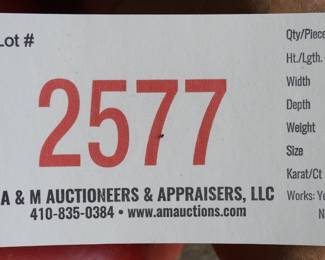 Lot #
2577
A & M AUCTIONEERS & APPRAISERS, LLC
410-835-0384 • www.amauctions.com
Qty/Piece
Ht./Lgth.
Width
Depth
Weight
Size
Karat/Ct
Works: Ye
N